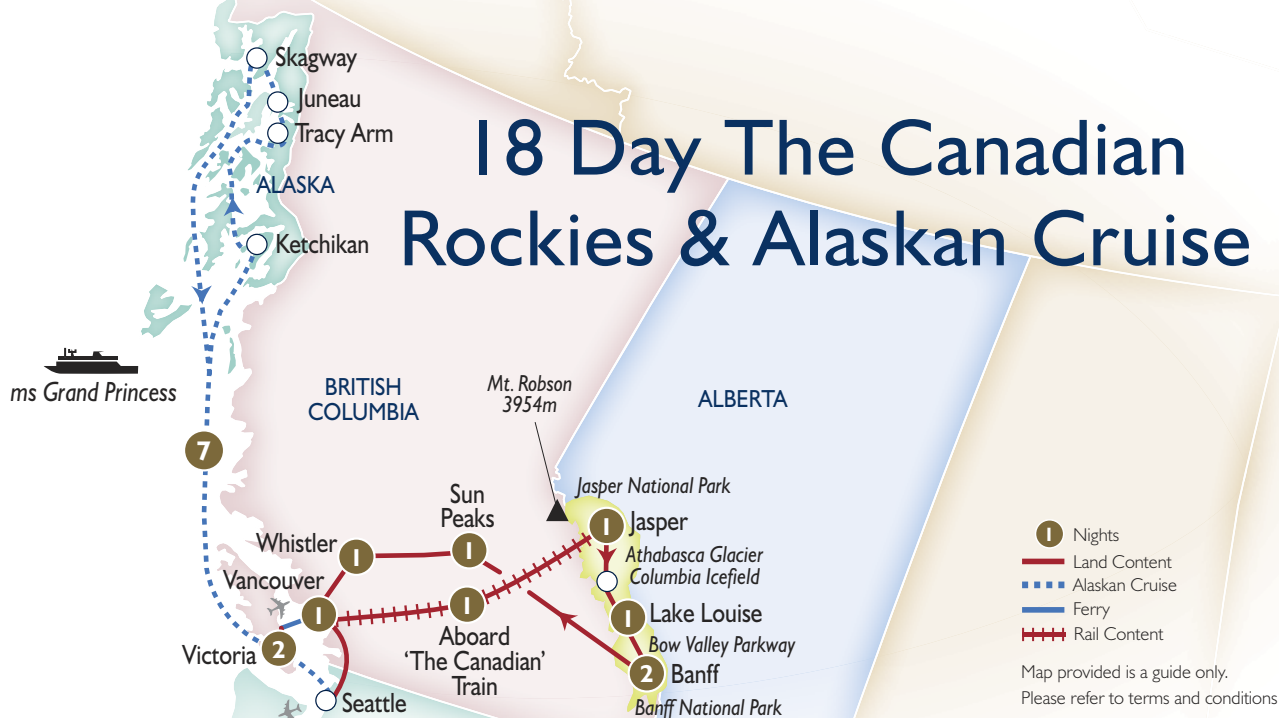 18 Day The Canadian
Rockies & Alaskan Cruise
Skagway
Juneau
Tracy Arm
ALASKA
Ketchikan
ms Grand Princess
BRITISH
COLUMBIA
Mt. Robson
3954m
ALBERTA
7
Jasper National Park
Sun
Peaks
1
1
Jasper
Whistler
1
Athabasca Glacier
Columbia Icefield
Vancouver
1
1
Aboard
'The Canadian'
Train
1
Lake Louise
Bow Valley Parkway
Victoria
2
2
Banff
Seattle
Banff National Park
1
Nights
Land Content
Alaskan Cruise
Ferry
Rail Content
Map provided is a guide only.
Please refer to terms and conditions